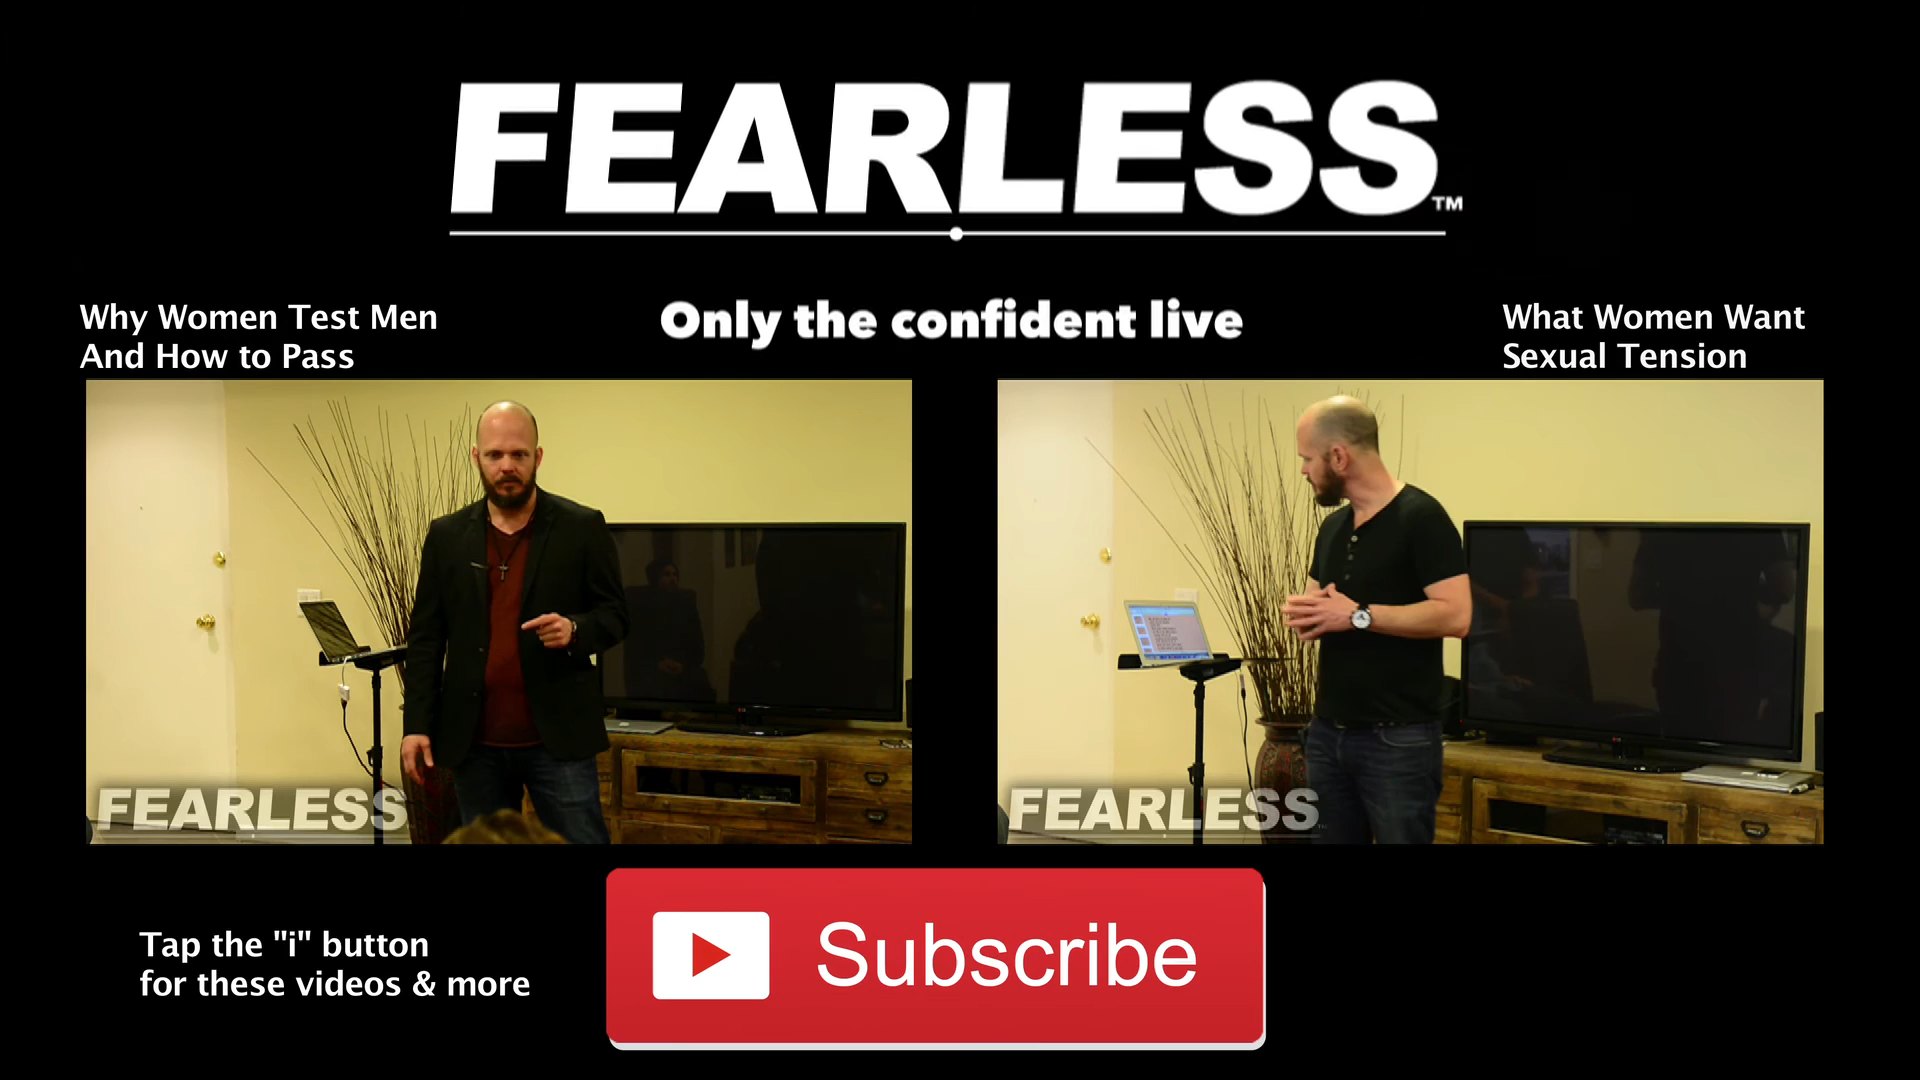 FEARLESS™
Only the confident live
Why Women Test Men
And How to Pass
What Women Want
Sexual Tension
FEARLESS
FEARLESS
Tap the "i" button
for these videos & more
Subscribe